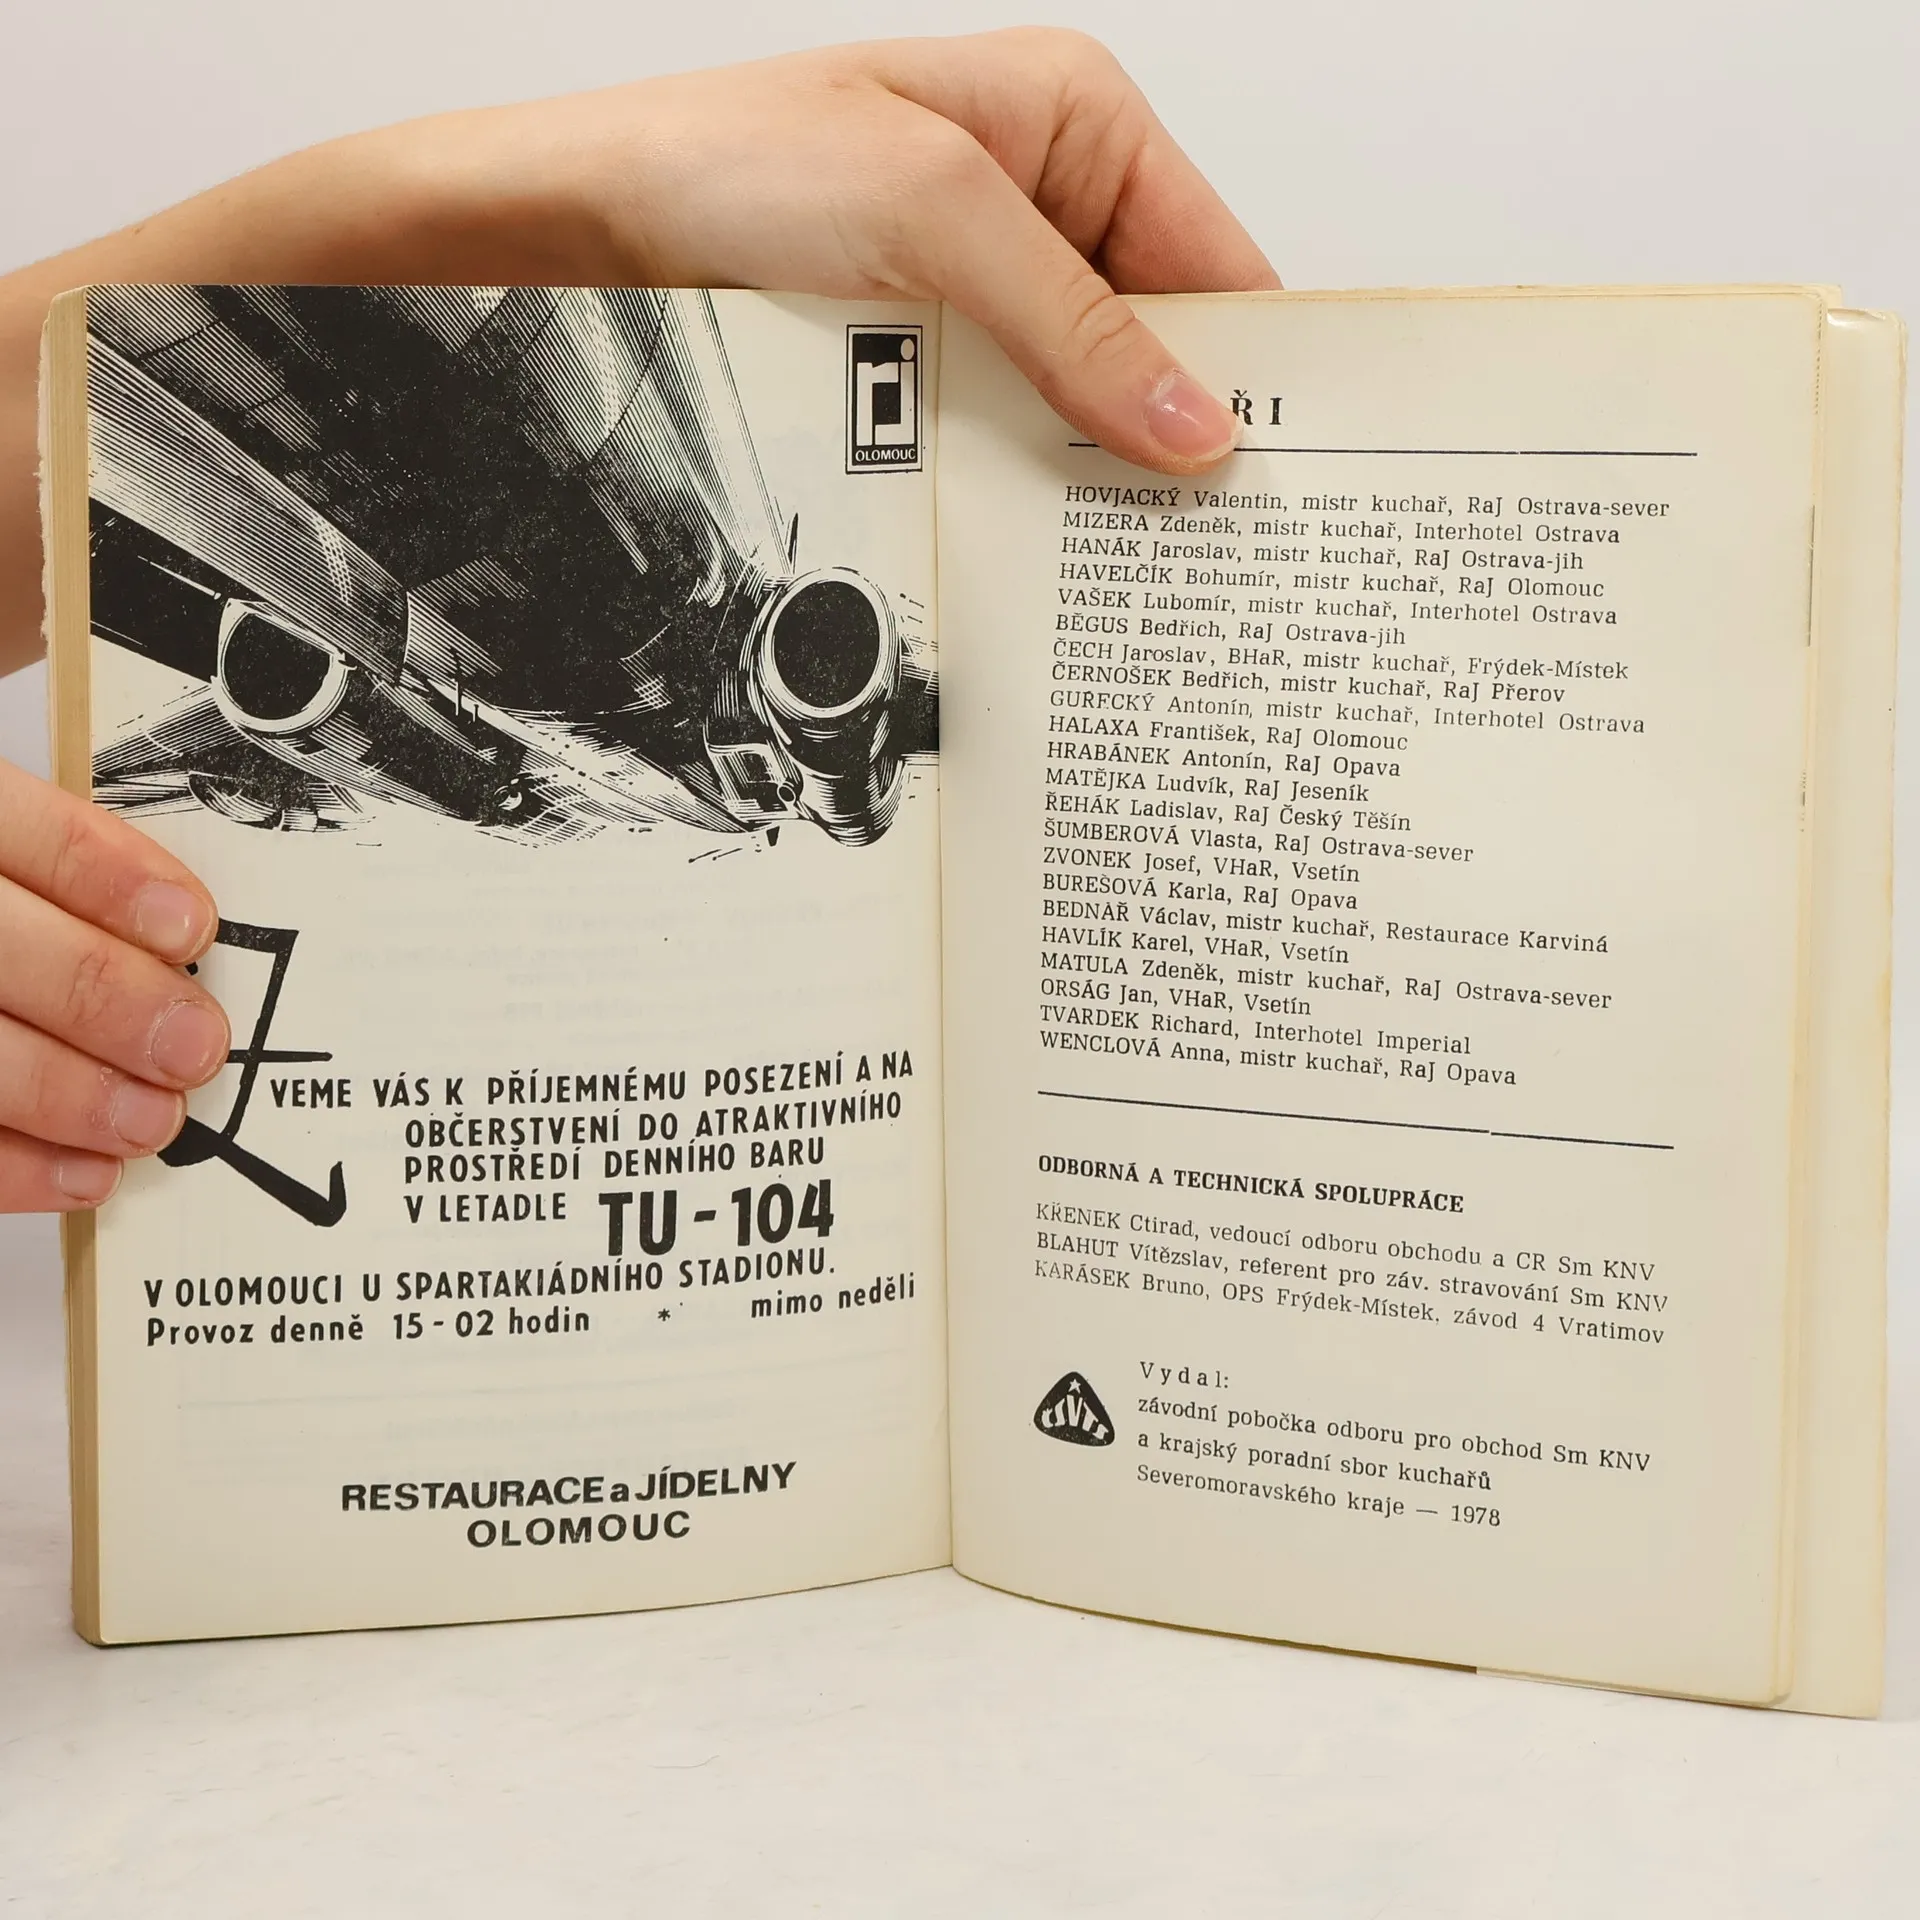 rj
OLOMOUC
Z
VEME VÁS K PŘÍJEMNÉMU POSEZENÍ A NA
OBČERSTVENÍ DO ATRAKTIVNÍHO
PROSTŘEDÍ DENNÍHO BARU
V LETADLE TU-104
V OLOMOUCI U SPARTAKIÁDNÍHO STADIONU.
Provoz denně 15-02 hodin * mimo neděli
RESTAURACE a JÍDELNY
OLOMOUC
ŘI
HOVJACKÝ Valentin, mistr kuchař, RaJ Ostrava-sever
MIZERA Zdeněk, mistr kuchař, Interhotel Ostrava
HANÁK Jaroslav, mistr kuchař, RaJ Ostrava-jih
HAVELČÍK Bohumír, mistr kuchař, RaJ Olomouc
VAŠEK Lubomír, mistr kuchař, Interhotel Ostrava
BĚGUS Bedřich, RaJ Ostrava-jih
ČECH Jaroslav, BHaR, mistr kuchař, Frýdek-Místek
ČERNOŠEK Bedřich, mistr kuchař, RaJ Přerov
GUŘECKÝ Antonín, mistr kuchař, Interhotel Ostrava
HALAXA František, RaJ Olomouc
HRABÁNEK Antonín, RaJ Opava
MATĚJKA Ludvík, RaJ Jeseník
ŘEHÁK Ladislav, RaJ Český Těšín
ŠUMBEROVÁ Vlasta, RaJ Ostrava-sever
ZVONEK Josef, VHaR, Vsetín
BUREŠOVÁ Karla, RaJ Opava
BEDNÁŘ Václav, mistr kuchař, Restaurace Karviná
HAVLÍK Karel, VHaR, Vsetín
MATULA Zdeněk, mistr kuchař, RaJ Ostrava-sever
ORSÁG Jan, VHaR, Vsetín
TVARDEK Richard, Interhotel Imperial
WENCLOVÁ Anna, mistr kuchař, RaJ Opava
ODBORNÁ A TECHNICKÁ SPOLUPRÁCE
KŘENEK Ctirad, vedoucí odboru obchodu a CR Sm KNV
BLAHUT Vítězslav, referent pro záv. stravování Sm KNV
KARÁSEK Bruno, OPS Frýdek-Místek, závod 4 Vratimov
ČSVTS
Vydal:
závodní pobočka odboru pro obchod Sm KNV
a krajský poradní sbor kuchařů
Severomoravského kraje — 1978